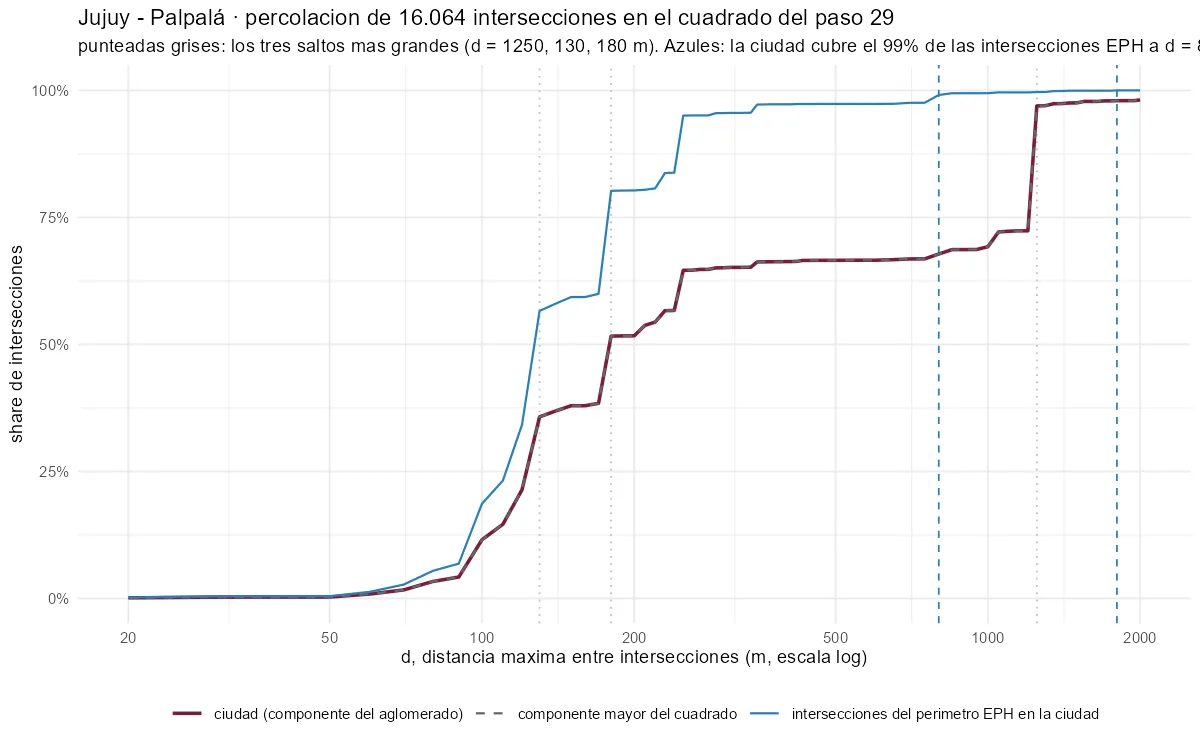 Jujuy - Palpalá · percolacion de 16.064 intersecciones en el cuadrado del paso 29
punteadas grises: los tres saltos mas grandes (d = 1250, 130, 180 m). Azules: la ciudad cubre el 99% de las intersecciones EPH a d = 8
100%
75%
50%
25%
0%
share de intersecciones
20
50
100
200
500
1000
2000
d, distancia maxima entre intersecciones (m, escala log)
ciudad (componente del aglomerado)
componente mayor del cuadrado
intersecciones del perimetro EPH en la ciudad